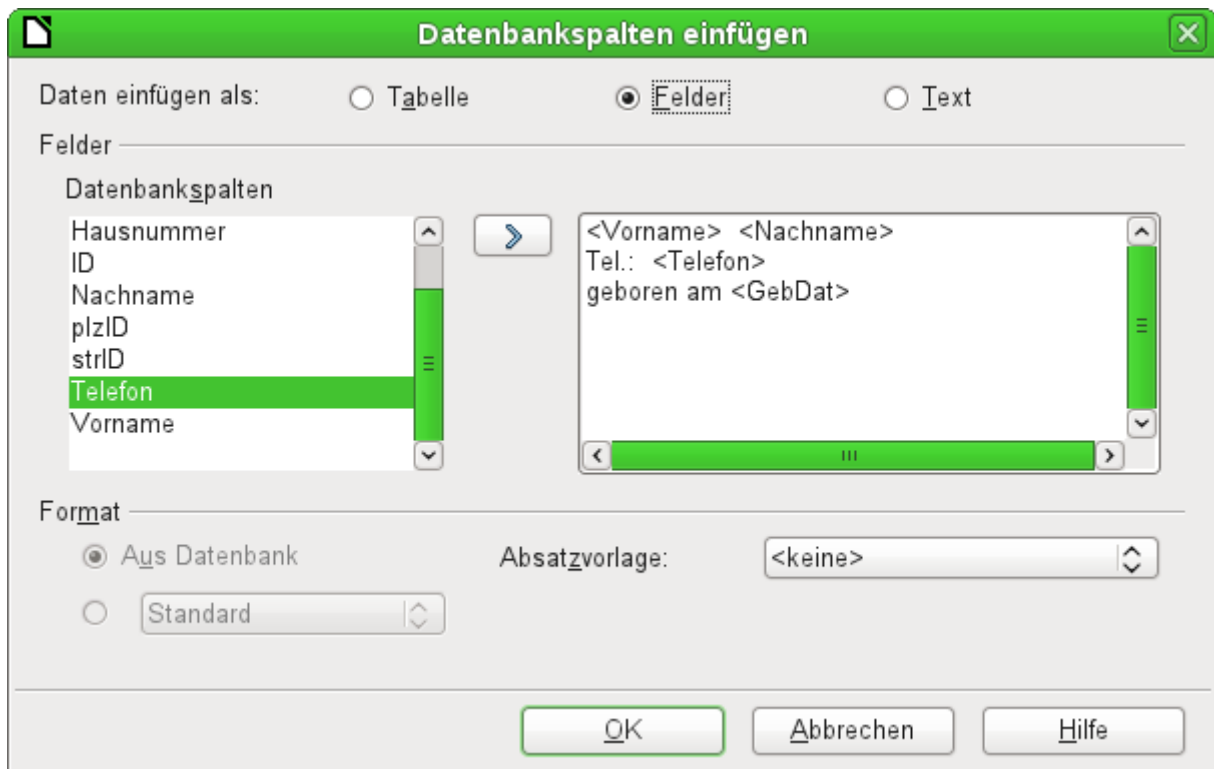 Datenbankspalten einfügen
Daten einfügen als: Tabelle Felder Text
Felder
Datenbankspalten
Hausnummer
ID
Nachname
plzID
strID
Telefon
Vorname
<Vorname> <Nachname>
Tel.: <Telefon>
geboren am <GebDat>
Format
Aus Datenbank Absatzvorlage: <keine>
Standard
OK Abbrechen Hilfe